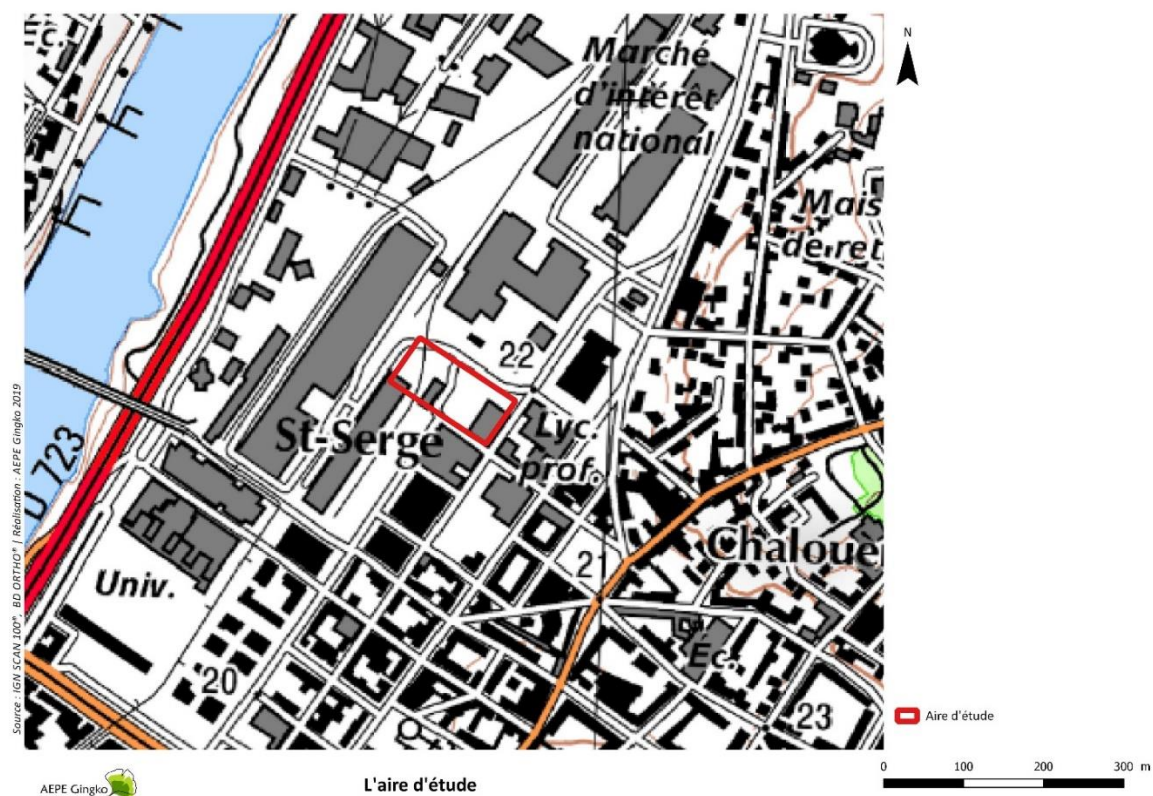 Éc.
Marché
d'intérêt
national
N
Mais
de ret
22
St-Serge
Lyc.
prof.
D 723
21
Chaloue
Univ.
20
Éc.
23
Source : IGN SCAN 100®, BD ORTHO® | Réalisation : AEPE Gingko 2019
Aire d'étude
AEPE Gingko
L'aire d'étude
0 100 200 300 m